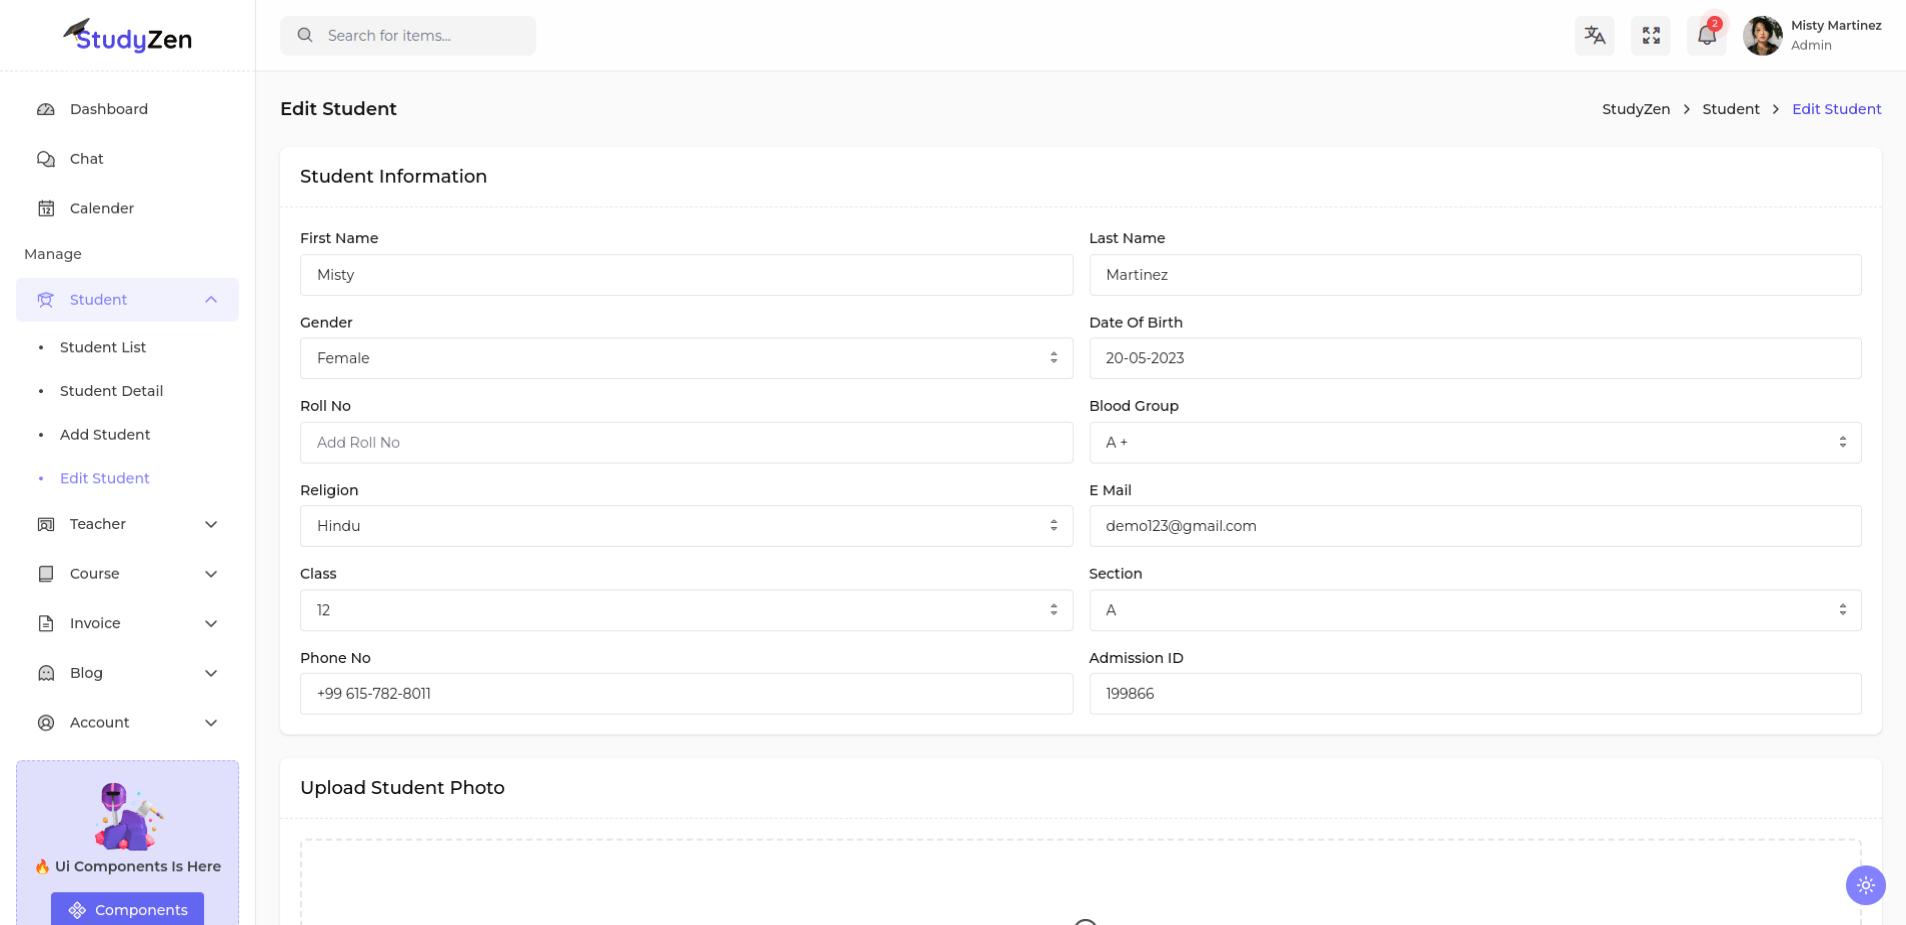 StudyZen
Search for items...
2
Misty Martinez
Admin
Dashboard
Chat
12
Calender
Manage
Student
Student List
Student Detail
Add Student
Edit Student
Teacher
Course
Invoice
Blog
Account
🔥 Ui Components Is Here
Components
Edit Student
StudyZen > Student > Edit Student
Student Information
First Name
Misty
Last Name
Martinez
Gender
Female
Date Of Birth
20-05-2023
Roll No
Add Roll No
Blood Group
A +
Religion
Hindu
E Mail
demo123@gmail.com
Class
12
Section
A
Phone No
+99 615-782-8011
Admission ID
199866
Upload Student Photo